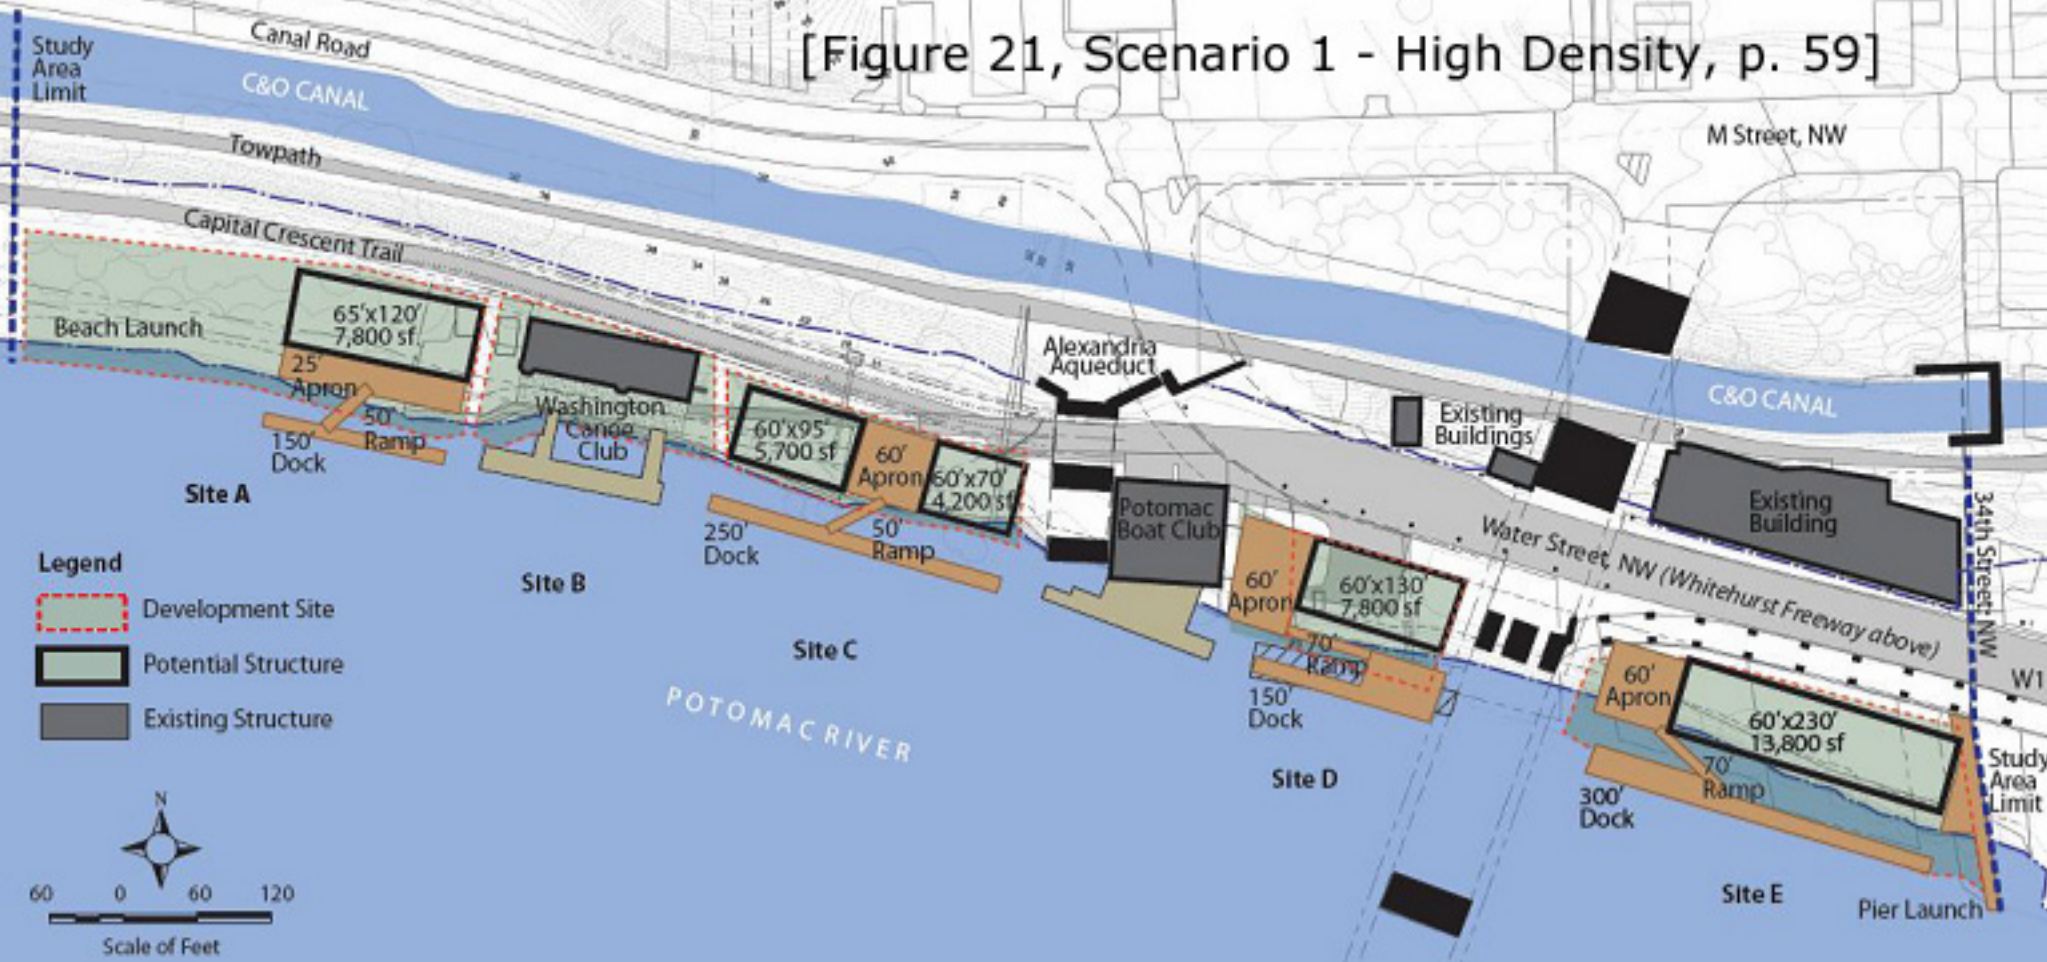 [Figure 21, Scenario 1 - High Density, p. 59]
Study
Area
Limit
Canal Road
C&O CANAL
Towpath
Capital Crescent Trail
M Street, NW
Beach Launch
65'x120'
7,800 sf
25'
Apron
50'
Ramp
150'
Dock
Site A
Washington
Canoe
Club
Site B
60'x95'
5,700 sf
60'
Apron
60'x70'
4,200 sf
250'
Dock
50'
Ramp
Site C
Alexandria
Aqueduct
Potomac
Boat Club
Existing
Buildings
C&O CANAL
Existing
Building
34th Street, NW
Water Street, NW (Whitehurst Freeway above)
60'
Apron
60'x130'
7,800 sf
70'
Ramp
150'
Dock
Site D
60'
Apron
60'x230'
13,800 sf
70'
Ramp
300'
Dock
Site E
W1
Study
Area
Limit
Pier Launch
POTOMAC RIVER
Legend
Development Site
Potential Structure
Existing Structure
N
60 0 60 120
Scale of Feet